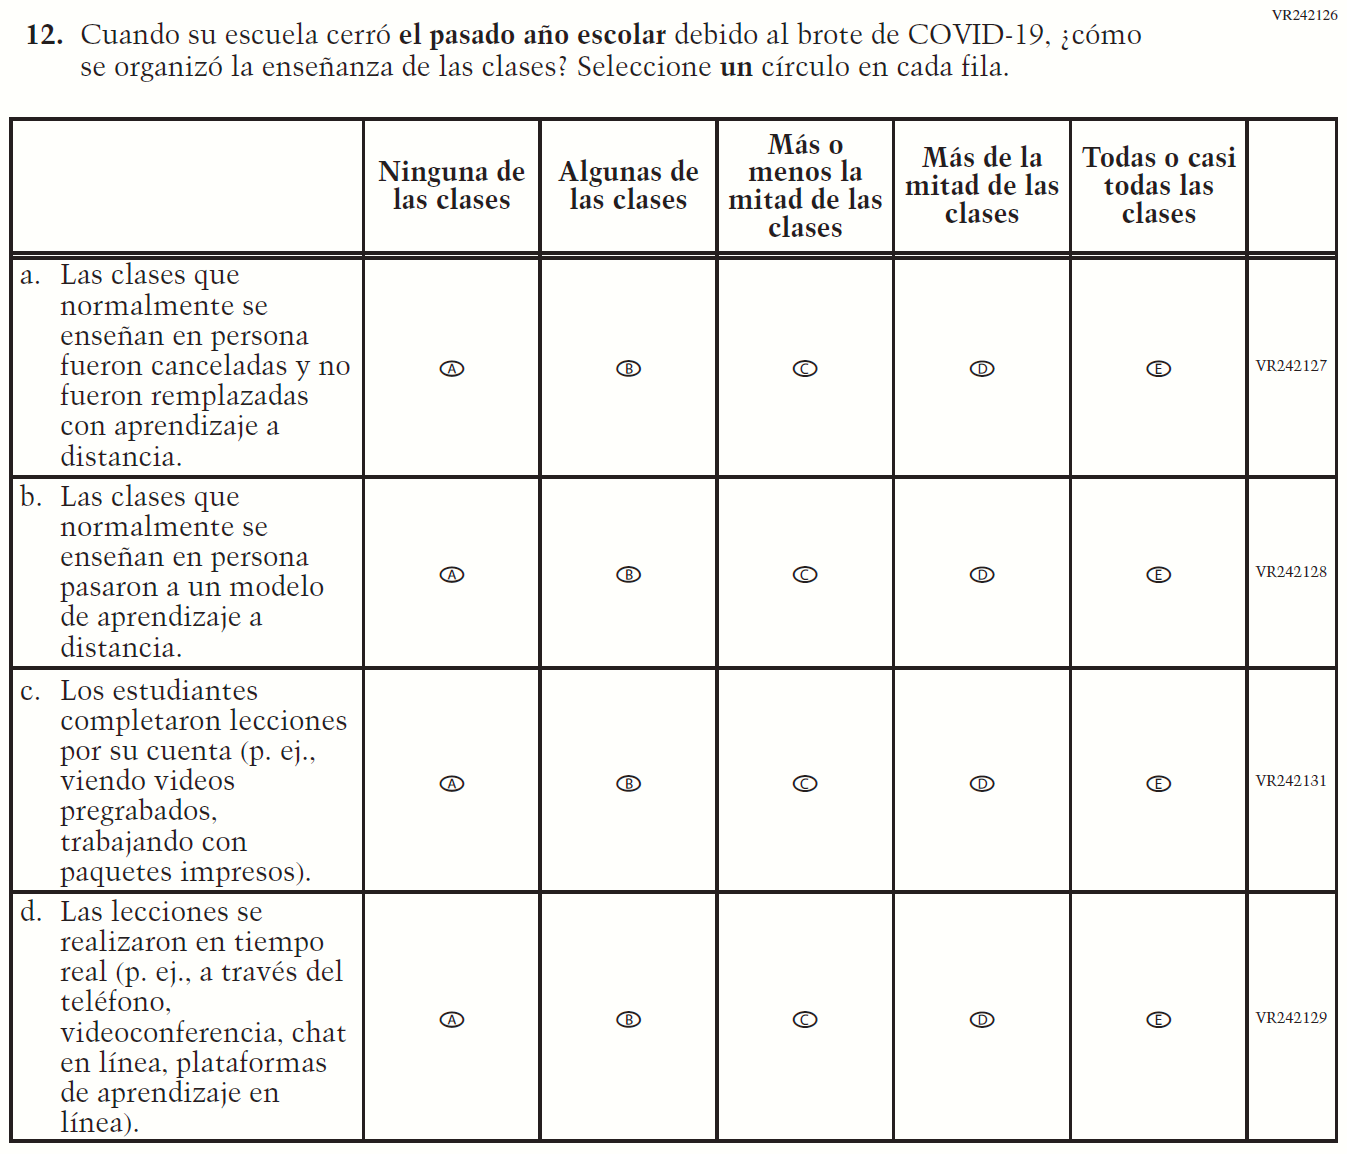 VR242126
12. Cuando su escuela cerró el pasado año escolar debido al brote de COVID-19, ¿cómo
se organizó la enseñanza de las clases? Seleccione un círculo en cada fila.
Ninguna de
las clases
Algunas de
las clases
Más o
menos la
mitad de las
clases
Más de la
mitad de las
clases
Todas o casi
todas las
clases
a. Las clases que
normalmente se
enseñan en persona
fueron canceladas y no
fueron remplazadas
con aprendizaje a
distancia.
A B C D E VR242127
b. Las clases que
normalmente se
enseñan en persona
pasaron a un modelo
de aprendizaje a
distancia.
A B C D E VR242128
c. Los estudiantes
completaron lecciones
por su cuenta (p. ej.,
viendo videos
pregrabados,
trabajando con
paquetes impresos).
A B C D E VR242131
d. Las lecciones se
realizaron en tiempo
real (p. ej., a través del
teléfono,
videoconferencia, chat
en línea, plataformas
de aprendizaje en
línea).
A B C D E VR242129